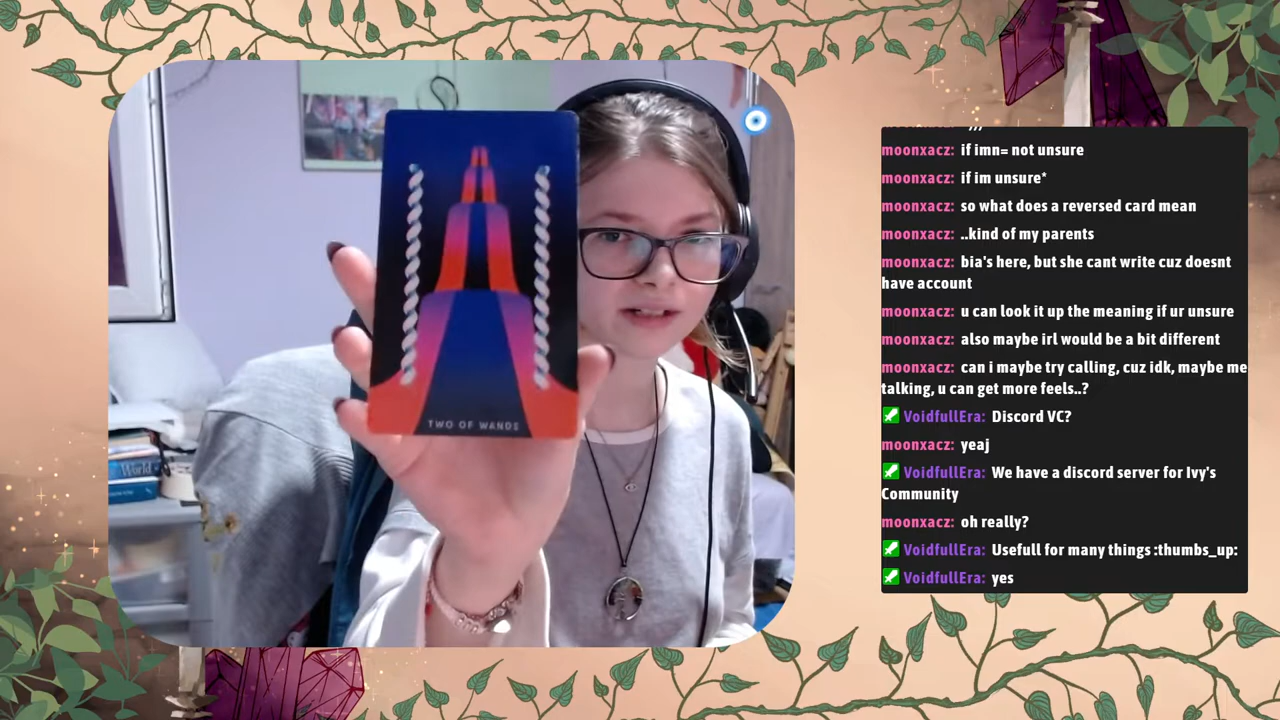 TWO OF WANDS
World
moonxacz: if imn= not unsure
moonxacz: if im unsure*
moonxacz: so what does a reversed card mean
moonxacz: ..kind of my parents
moonxacz: bia's here, but she cant write cuz doesnt
have account
moonxacz: u can look it up the meaning if ur unsure
moonxacz: also maybe irl would be a bit different
moonxacz: can i maybe try calling, cuz idk, maybe me
talking, u can get more feels..?
VoidfullEra: Discord VC?
moonxacz: yeaj
VoidfullEra: We have a discord server for Ivy's
Community
moonxacz: oh really?
VoidfullEra: Usefull for many things :thumbs_up:
VoidfullEra: yes